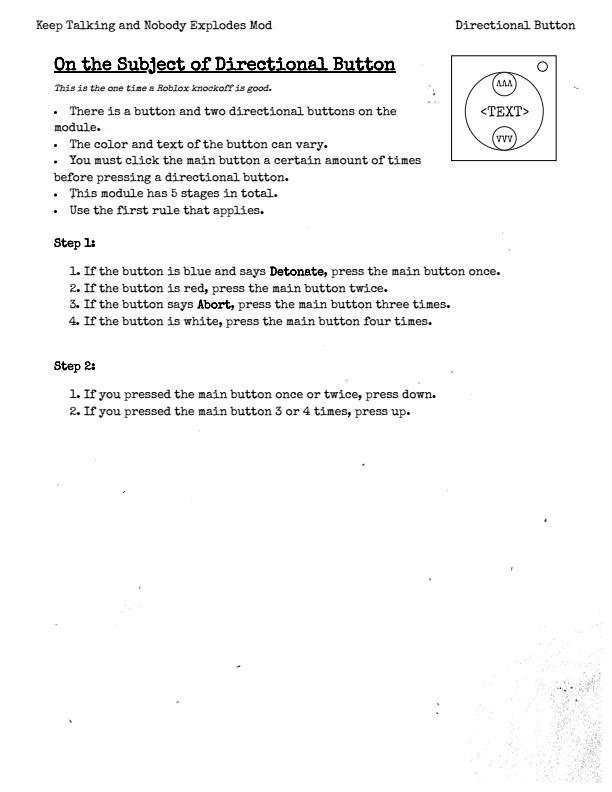 Keep Talking and Nobody Explodes Mod
Directional Button
On the Subject of Directional Button
This is the one time a Roblox knockoff is good.
• There is a button and two directional buttons on the
module.
• The color and text of the button can vary.
• You must click the main button a certain amount of times
before pressing a directional button.
• This module has 5 stages in total.
• Use the first rule that applies.
ΛΛΛ
<TEXT>
VVV
Step 1:
1. If the button is blue and says Detonate, press the main button once.
2. If the button is red, press the main button twice.
3. If the button says Abort, press the main button three times.
4. If the button is white, press the main button four times.
Step 2:
1. If you pressed the main button once or twice, press down.
2. If you pressed the main button 3 or 4 times, press up.